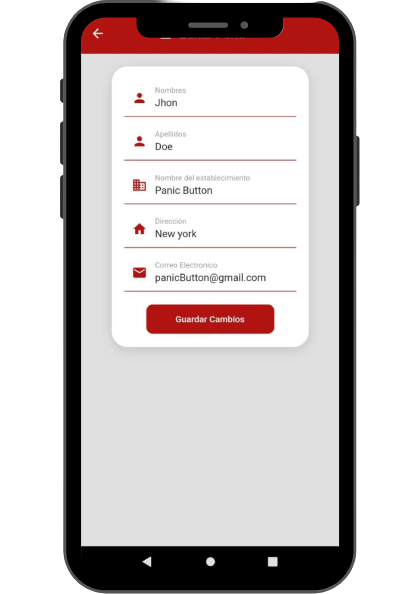 Nombres
Jhon
Apellidos
Doe
Nombre del establecimiento
Panic Button
Dirección
New york
Correo Electronico
panicButton@gmail.com
Guardar Cambios